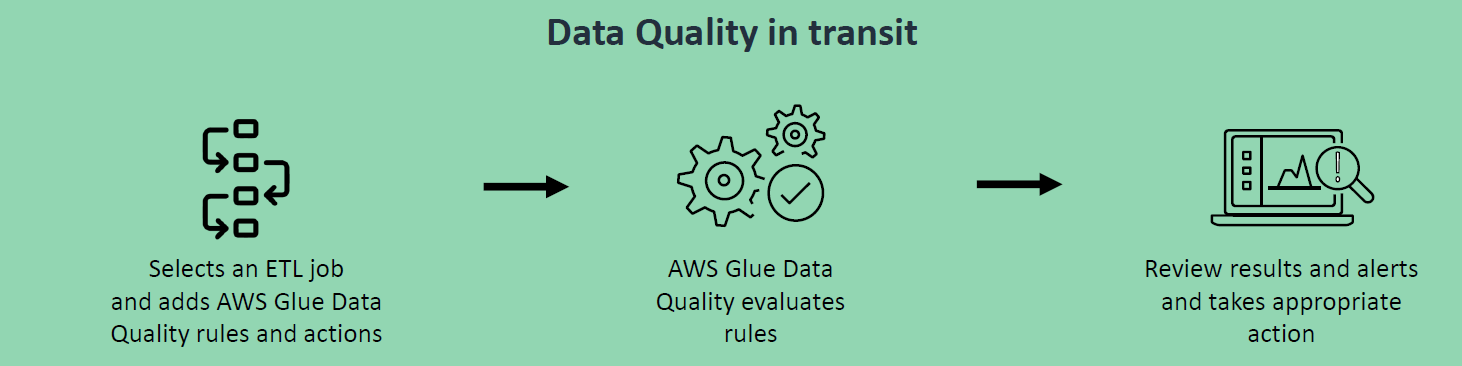 Data Quality in transit
Selects an ETL job
and adds AWS Glue Data
Quality rules and actions
AWS Glue Data
Quality evaluates
rules
Review results and alerts
and takes appropriate
action